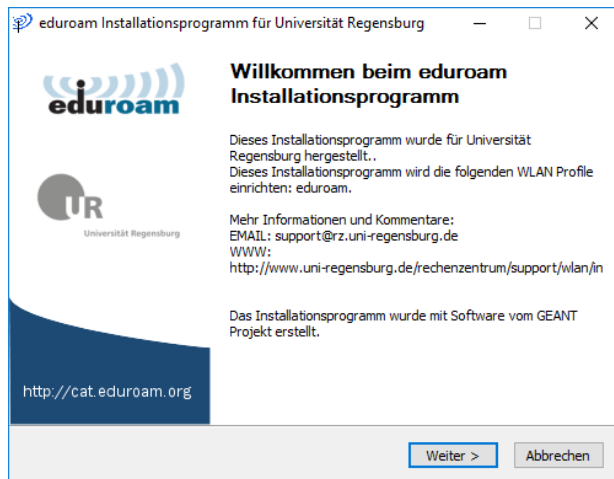 eduroam Installationsprogramm für Universität Regensburg
eduroam
Willkommen beim eduroam
Installationsprogramm
Dieses Installationsprogramm wurde für Universität
Regensburg hergestellt..
Dieses Installationsprogramm wird die folgenden WLAN Profile
einrichten: eduroam.
UR
Universität Regensburg
Mehr Informationen und Kommentare:
EMAIL: support@rz.uni-regensburg.de
WWW:
http://www.uni-regensburg.de/rechenzentrum/support/wlan/in
Das Installationsprogramm wurde mit Software vom GEANT
Projekt erstellt.
http://cat.eduroam.org
Weiter >
Abbrechen